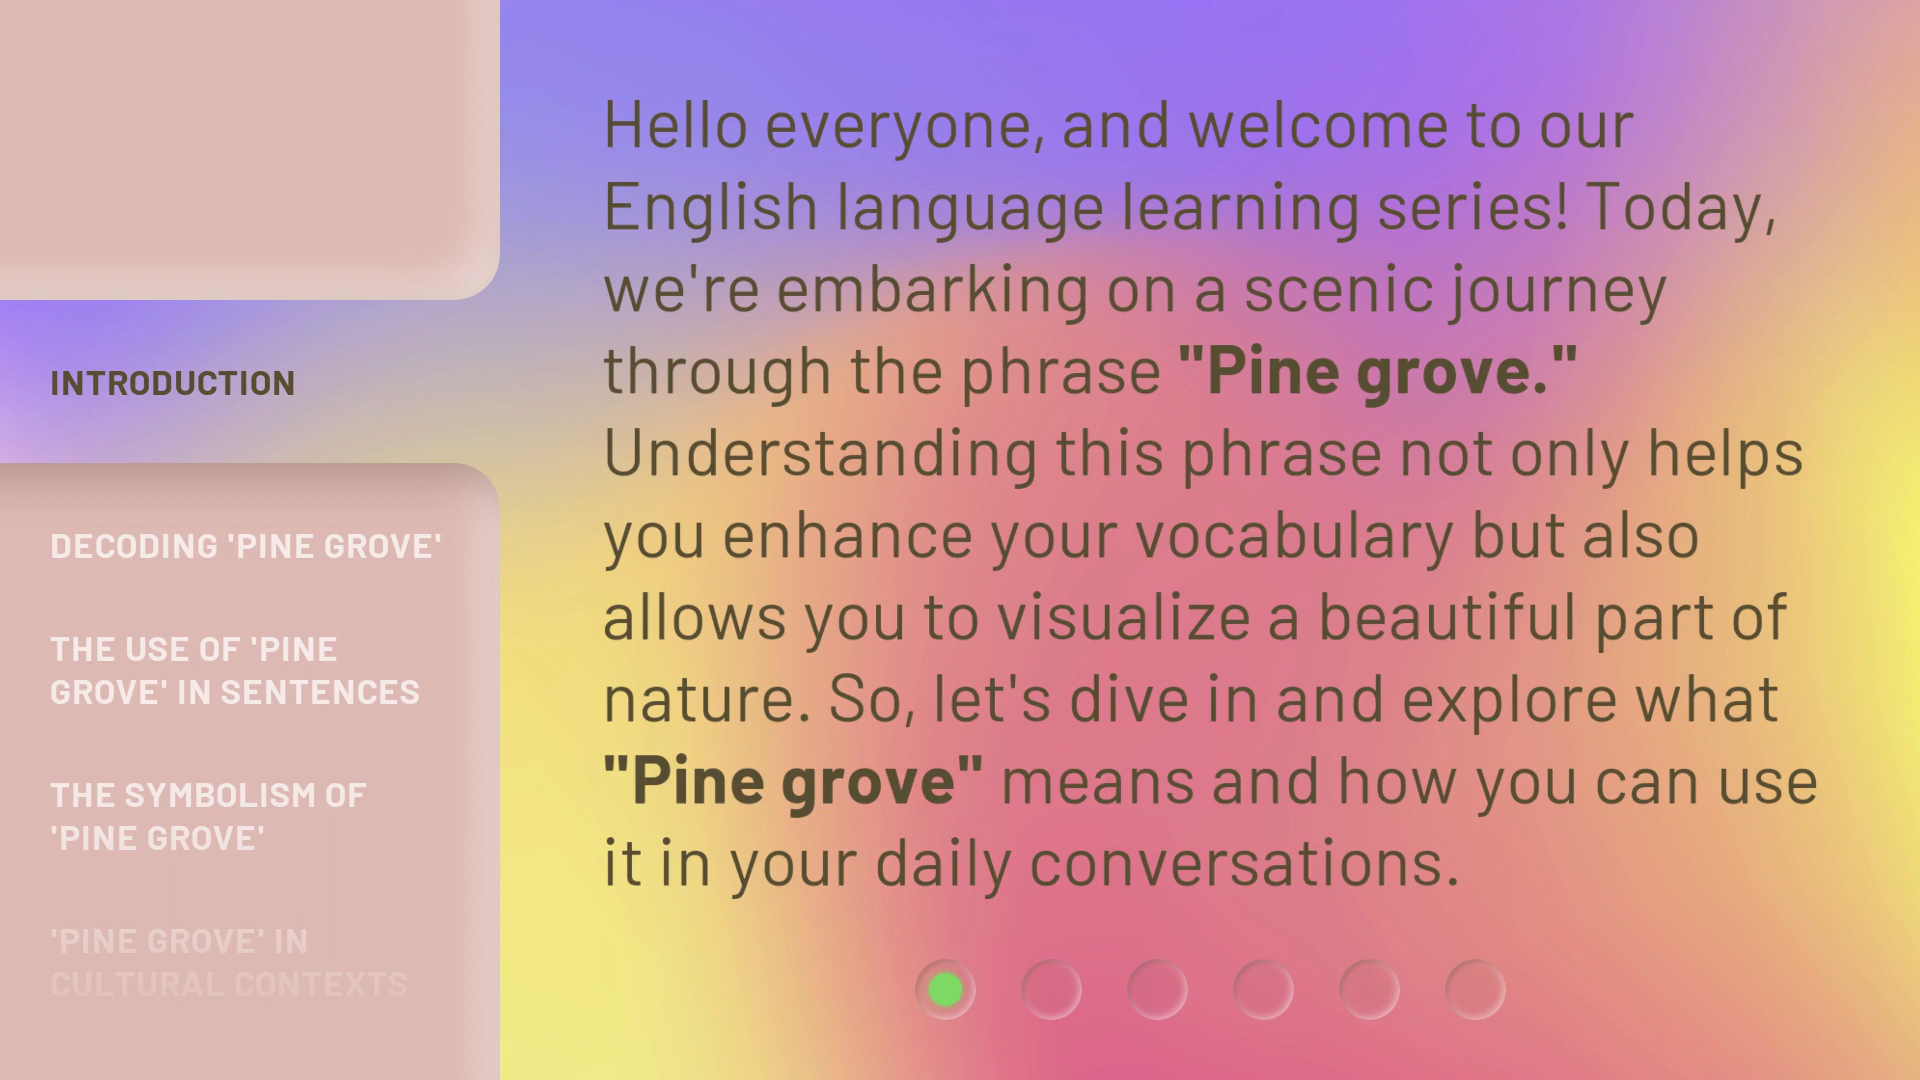 INTRODUCTION
DECODING 'PINE GROVE'
THE USE OF 'PINE
GROVE' IN SENTENCES
THE SYMBOLISM OF
'PINE GROVE'
'PINE GROVE' IN
CULTURAL CONTEXTS
Hello everyone, and welcome to our
English language learning series! Today,
we're embarking on a scenic journey
through the phrase "Pine grove."
Understanding this phrase not only helps
you enhance your vocabulary but also
allows you to visualize a beautiful part of
nature. So, let's dive in and explore what
"Pine grove" means and how you can use
it in your daily conversations.